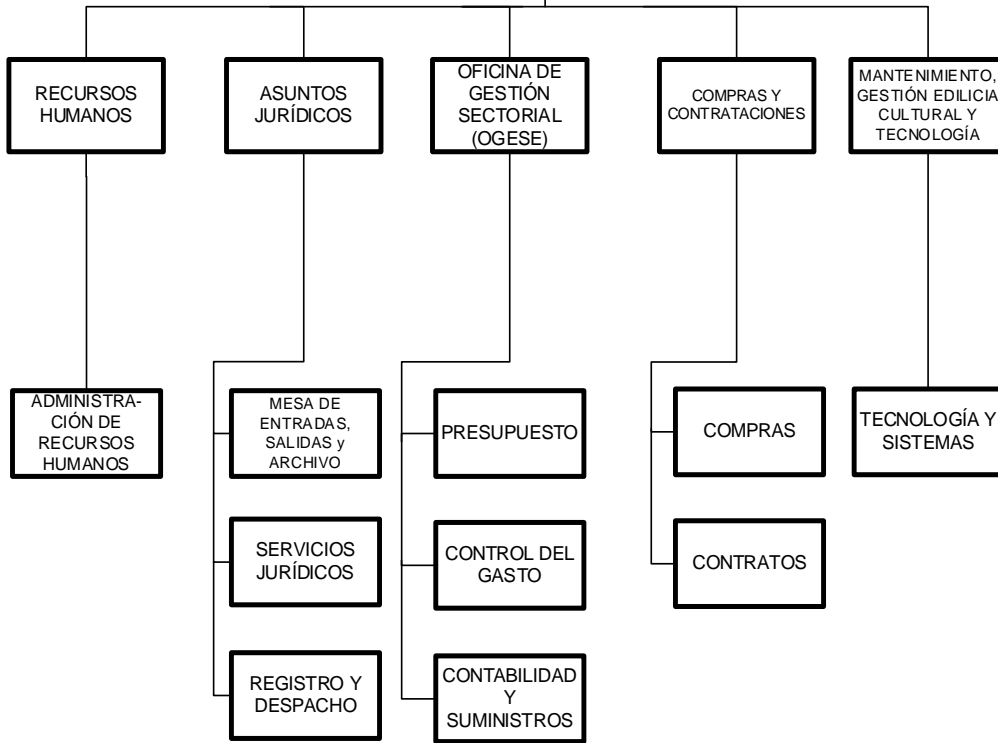 RECURSOS
HUMANOS
ASUNTOS
JURÍDICOS
OFICINA DE
GESTIÓN
SECTORIAL
(OGESE)
COMPRAS Y
CONTRATACIONES
MANTENIMIENTO,
GESTIÓN EDILICIA
CULTURAL Y
TECNOLOGÍA
ADMINISTRA-
CIÓN DE
RECURSOS
HUMANOS
MESA DE
ENTRADAS,
SALIDAS y
ARCHIVO
PRESUPUESTO
COMPRAS
TECNOLOGÍA Y
SISTEMAS
SERVICIOS
JURÍDICOS
CONTROL DEL
GASTO
CONTRATOS
REGISTRO Y
DESPACHO
CONTABILIDAD
Y
SUMINISTROS